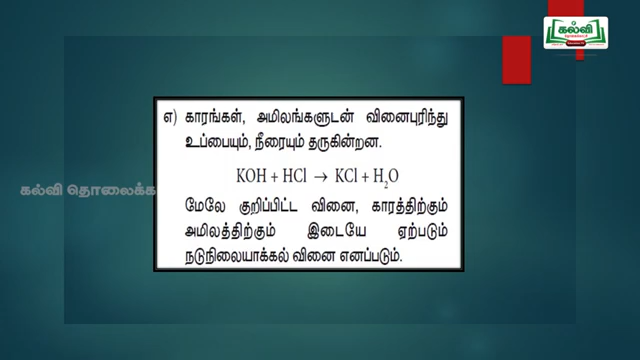 கல்வி
எ) காரங்கள், அமிலங்களுடன் வினைபுரிந்து
உப்பையும், நீரையும் தருகின்றன.
KOH + HCl → KCl + H₂O
கல்வி தொலைக்க
மேலே குறிப்பிட்ட வினை, காரத்திற்கும்
அமிலத்திற்கும் இடையே ஏற்படும்
நடுநிலையாக்கல் வினை எனப்படும்.